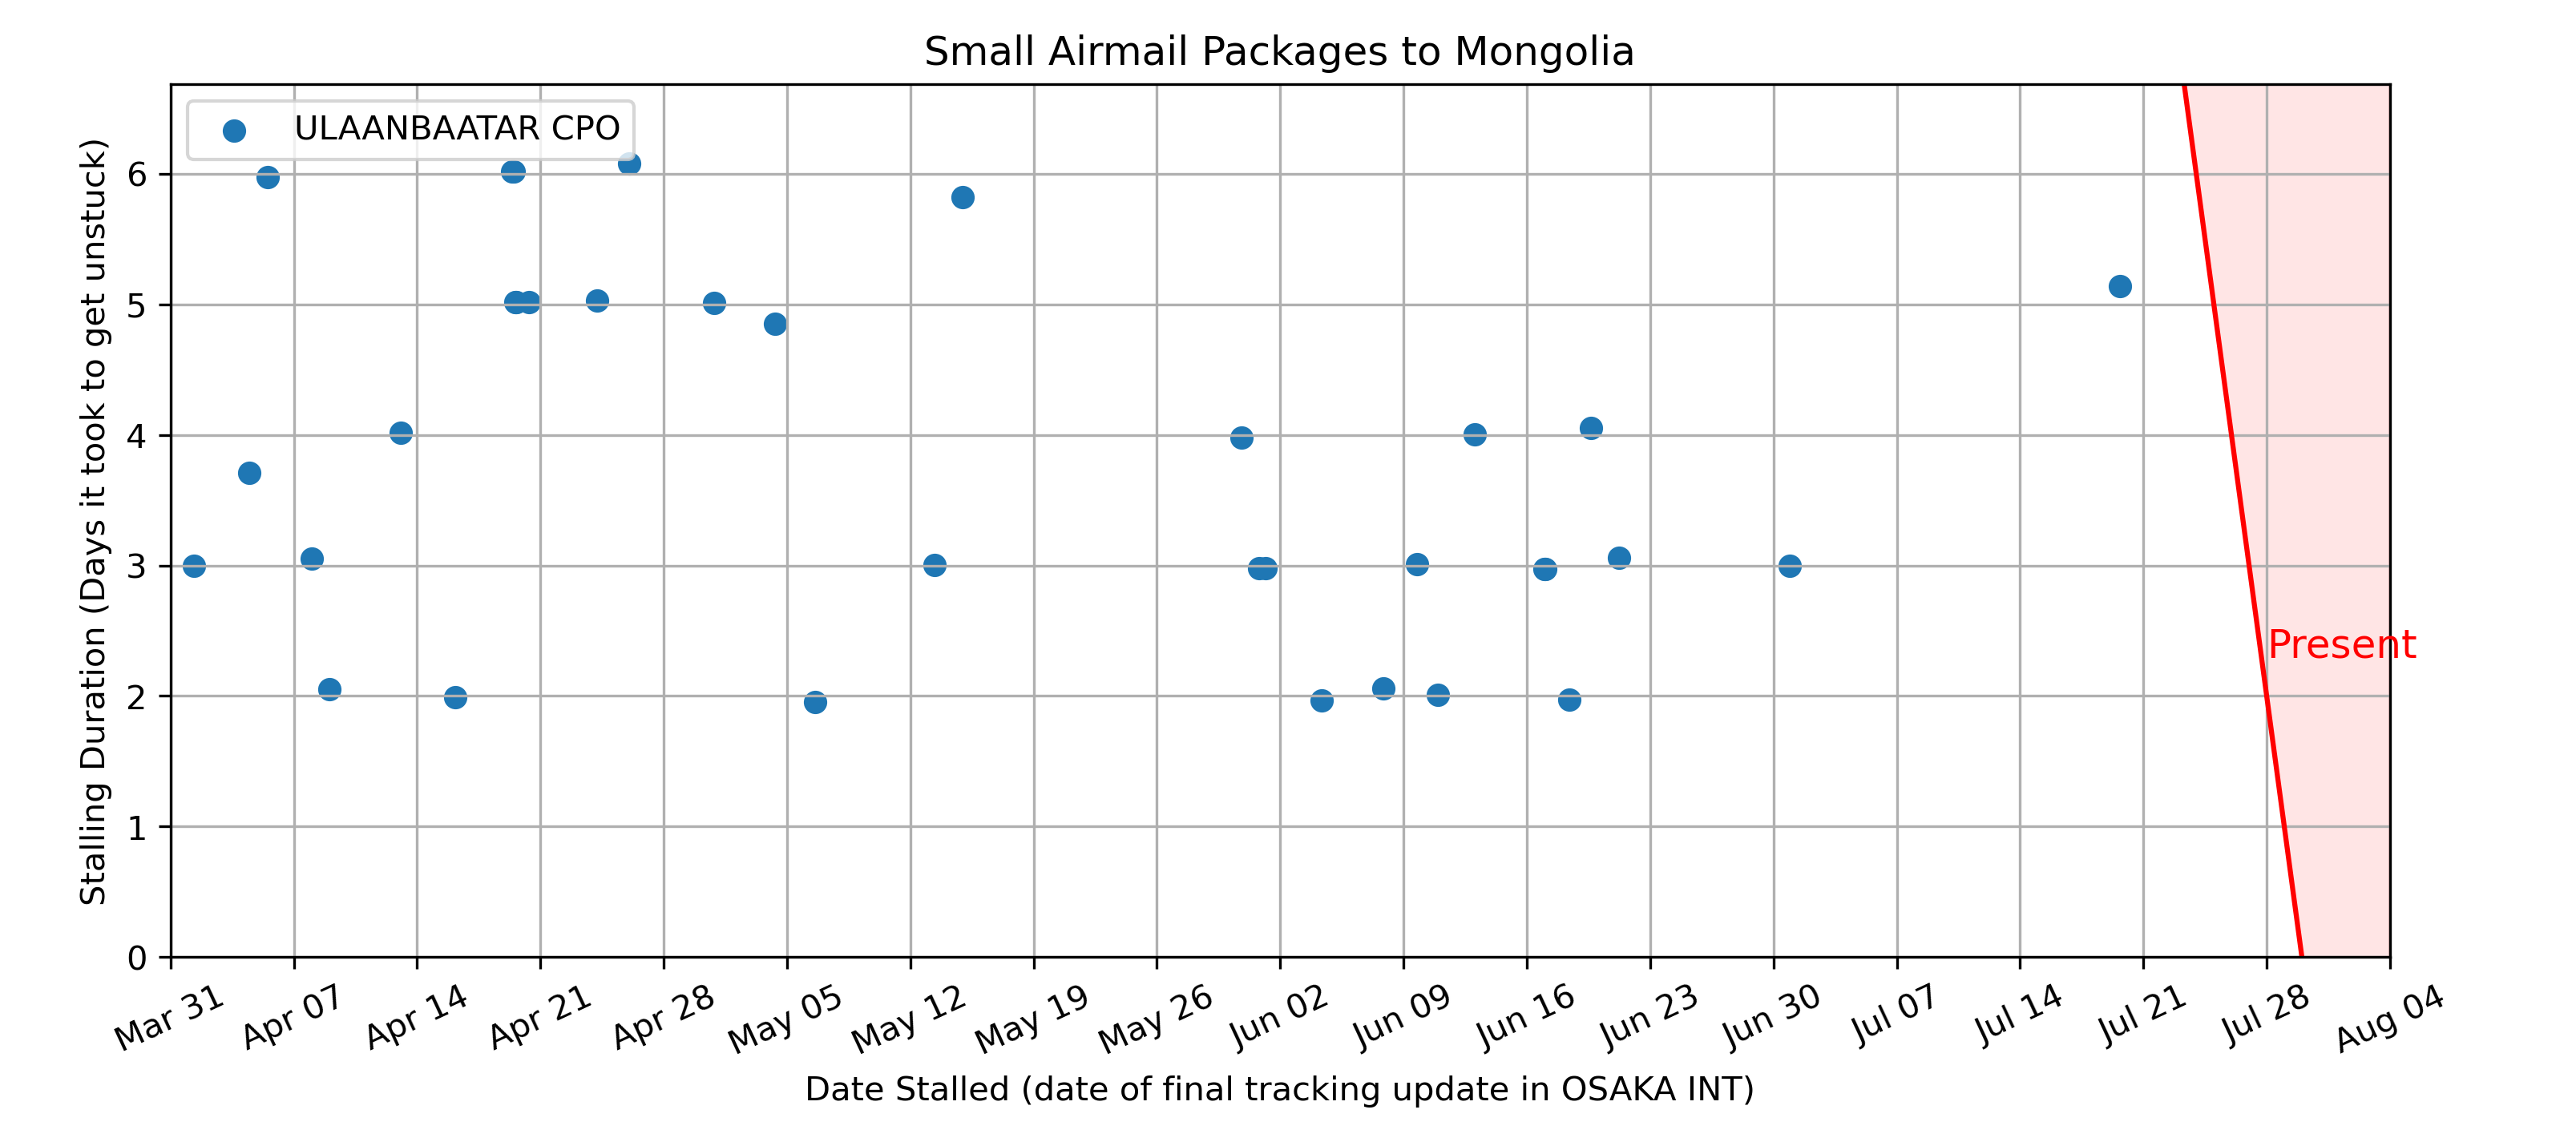 Small Airmail Packages to Mongolia
ULAANBAATAR CPO
Stalling Duration (Days it took to get unstuck)
6
5
4
3
2
1
0
Present
Mar 31
Apr 07
Apr 14
Apr 21
Apr 28
May 05
May 12
May 19
May 26
Jun 02
Jun 09
Jun 16
Jun 23
Jun 30
Jul 07
Jul 14
Jul 21
Jul 28
Aug 04
Date Stalled (date of final tracking update in OSAKA INT)